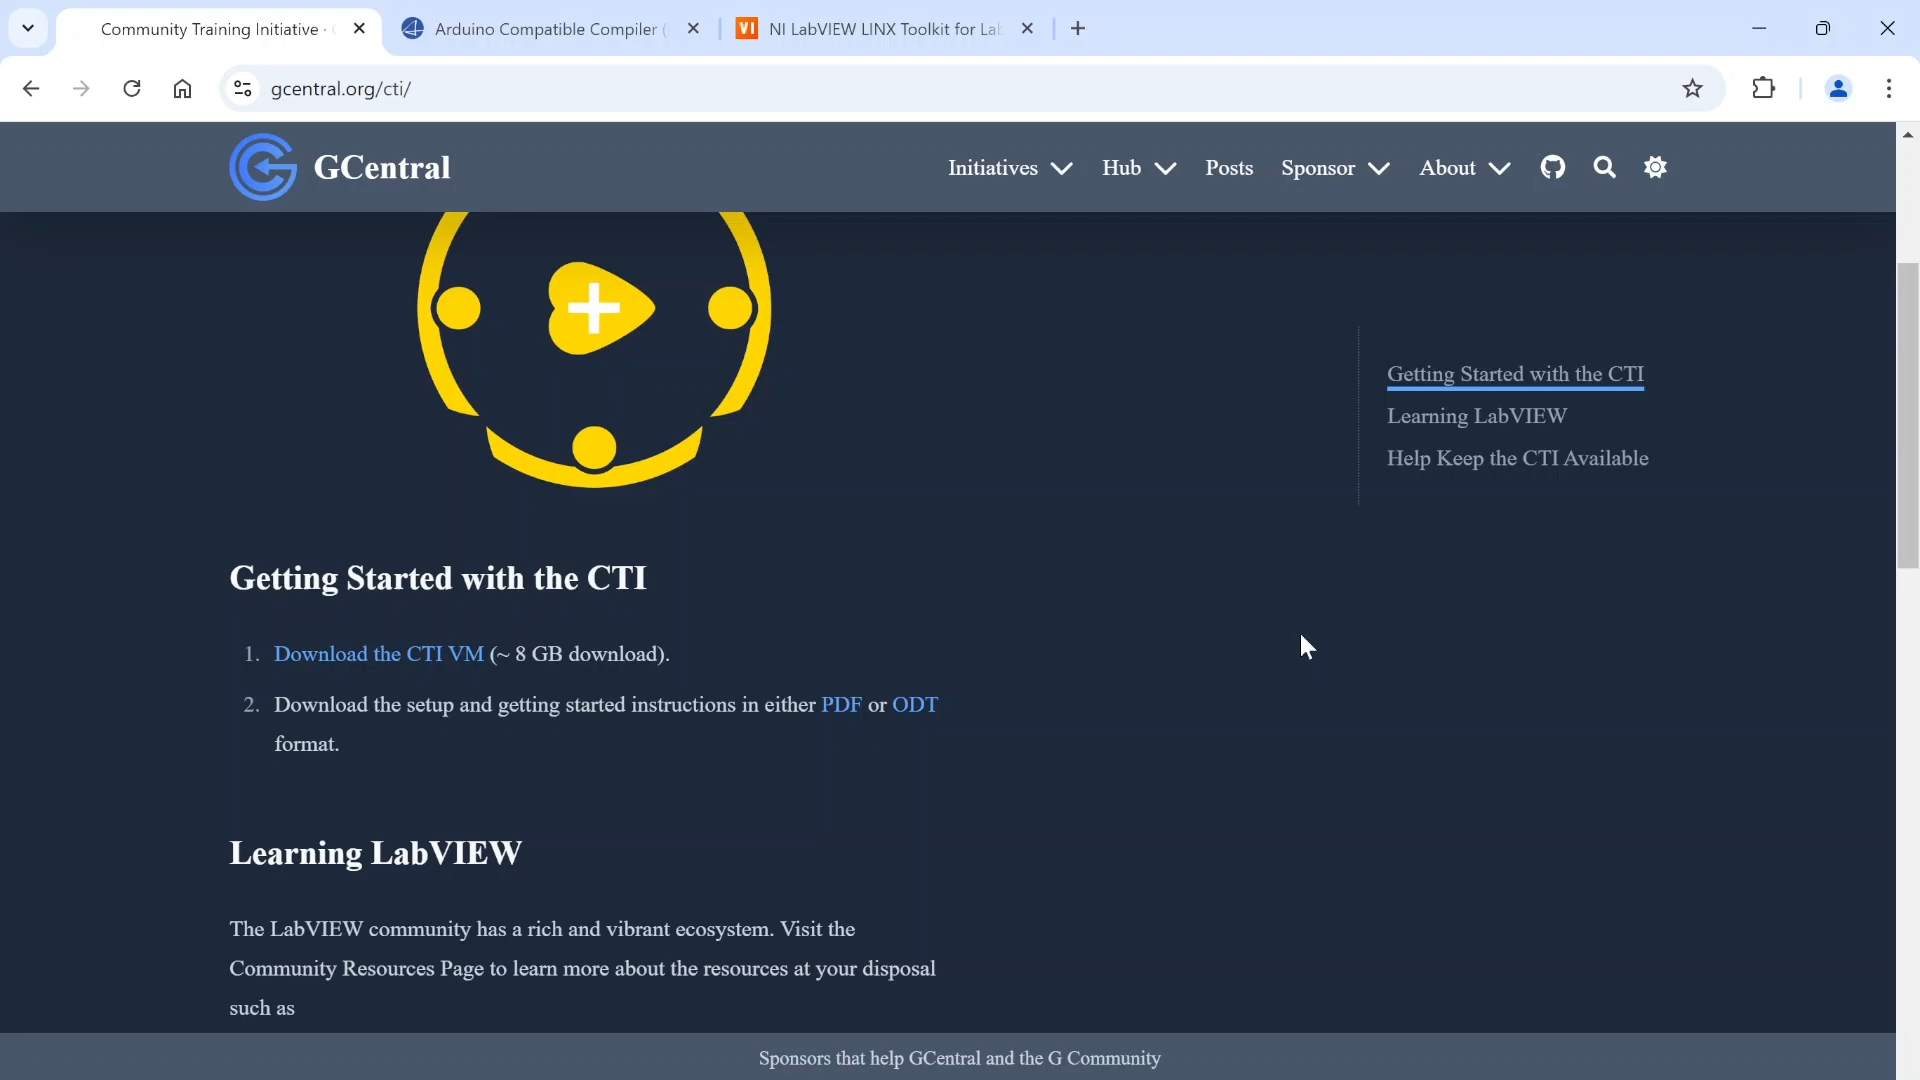 Community Training Initiative ·
Arduino Compatible Compiler (
VI NI LabVIEW LINX Toolkit for Lab
gcentral.org/cti/
GCentral
Initiatives
Hub
Posts
Sponsor
About
Getting Started with the CTI
Learning LabVIEW
Help Keep the CTI Available
Getting Started with the CTI
1. Download the CTI VM (~ 8 GB download).
2. Download the setup and getting started instructions in either PDF or ODT
format.
Learning LabVIEW
The LabVIEW community has a rich and vibrant ecosystem. Visit the
Community Resources Page to learn more about the resources at your disposal
such as
Sponsors that help GCentral and the G Community